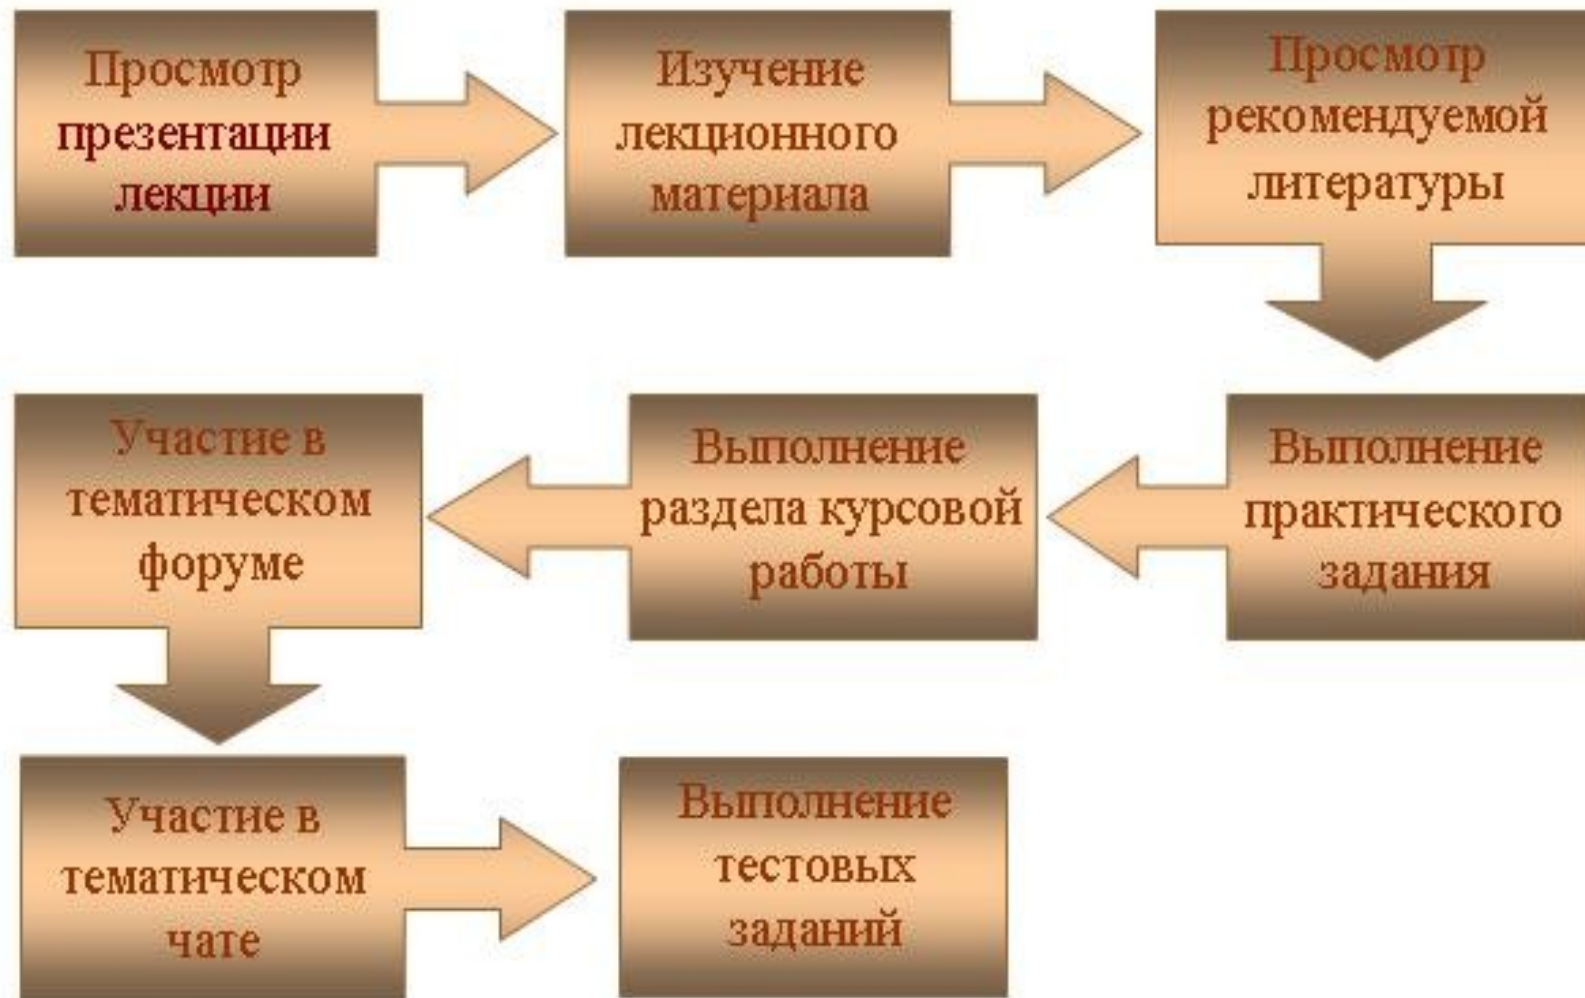 Просмотр
презентации
лекции
Изучение
лекционного
материала
Просмотр
рекомендуемой
литературы
Выполнение
практического
задания
Выполнение
раздела курсовой
работы
Участие в
тематическом
форуме
Участие в
тематическом
чате
Выполнение
тестовых
заданий